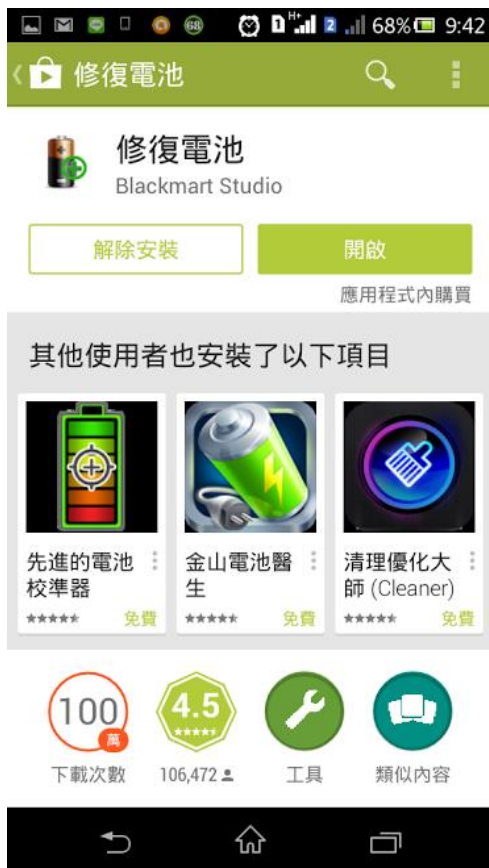 68 1 H+ 2 68% 9:42
修復電池
修復電池
Blackmart Studio
解除安裝
開啟
應用程式內購買
其他使用者也安裝了以下項目
先進的電池
校準器
免費
金山電池醫
生
免費
清理優化大
師 (Cleaner)
免費
100
萬
下載次數
4.5
106,472
工具
類似內容